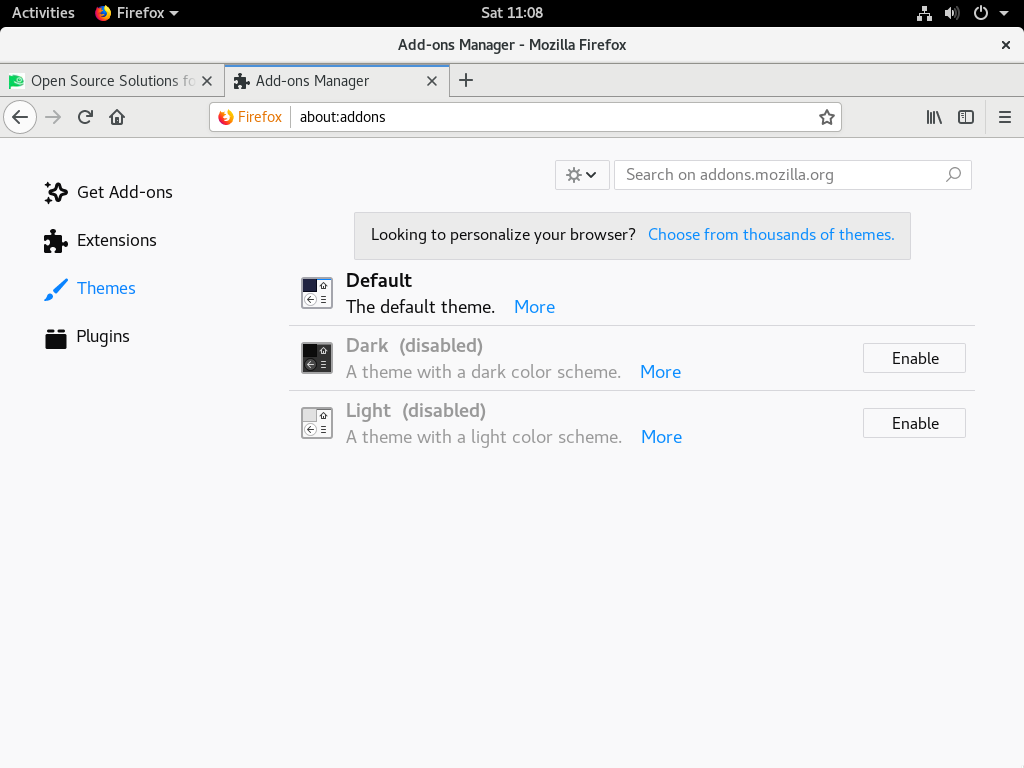 Activities Firefox Sat 11:08
Add-ons Manager - Mozilla Firefox
Open Source Solutions fo Add-ons Manager
Firefox about:addons
Search on addons.mozilla.org
Get Add-ons
Extensions
Themes
Plugins
Looking to personalize your browser? Choose from thousands of themes.
Default
The default theme. More
Dark (disabled)
A theme with a dark color scheme. More
Enable
Light (disabled)
A theme with a light color scheme. More
Enable